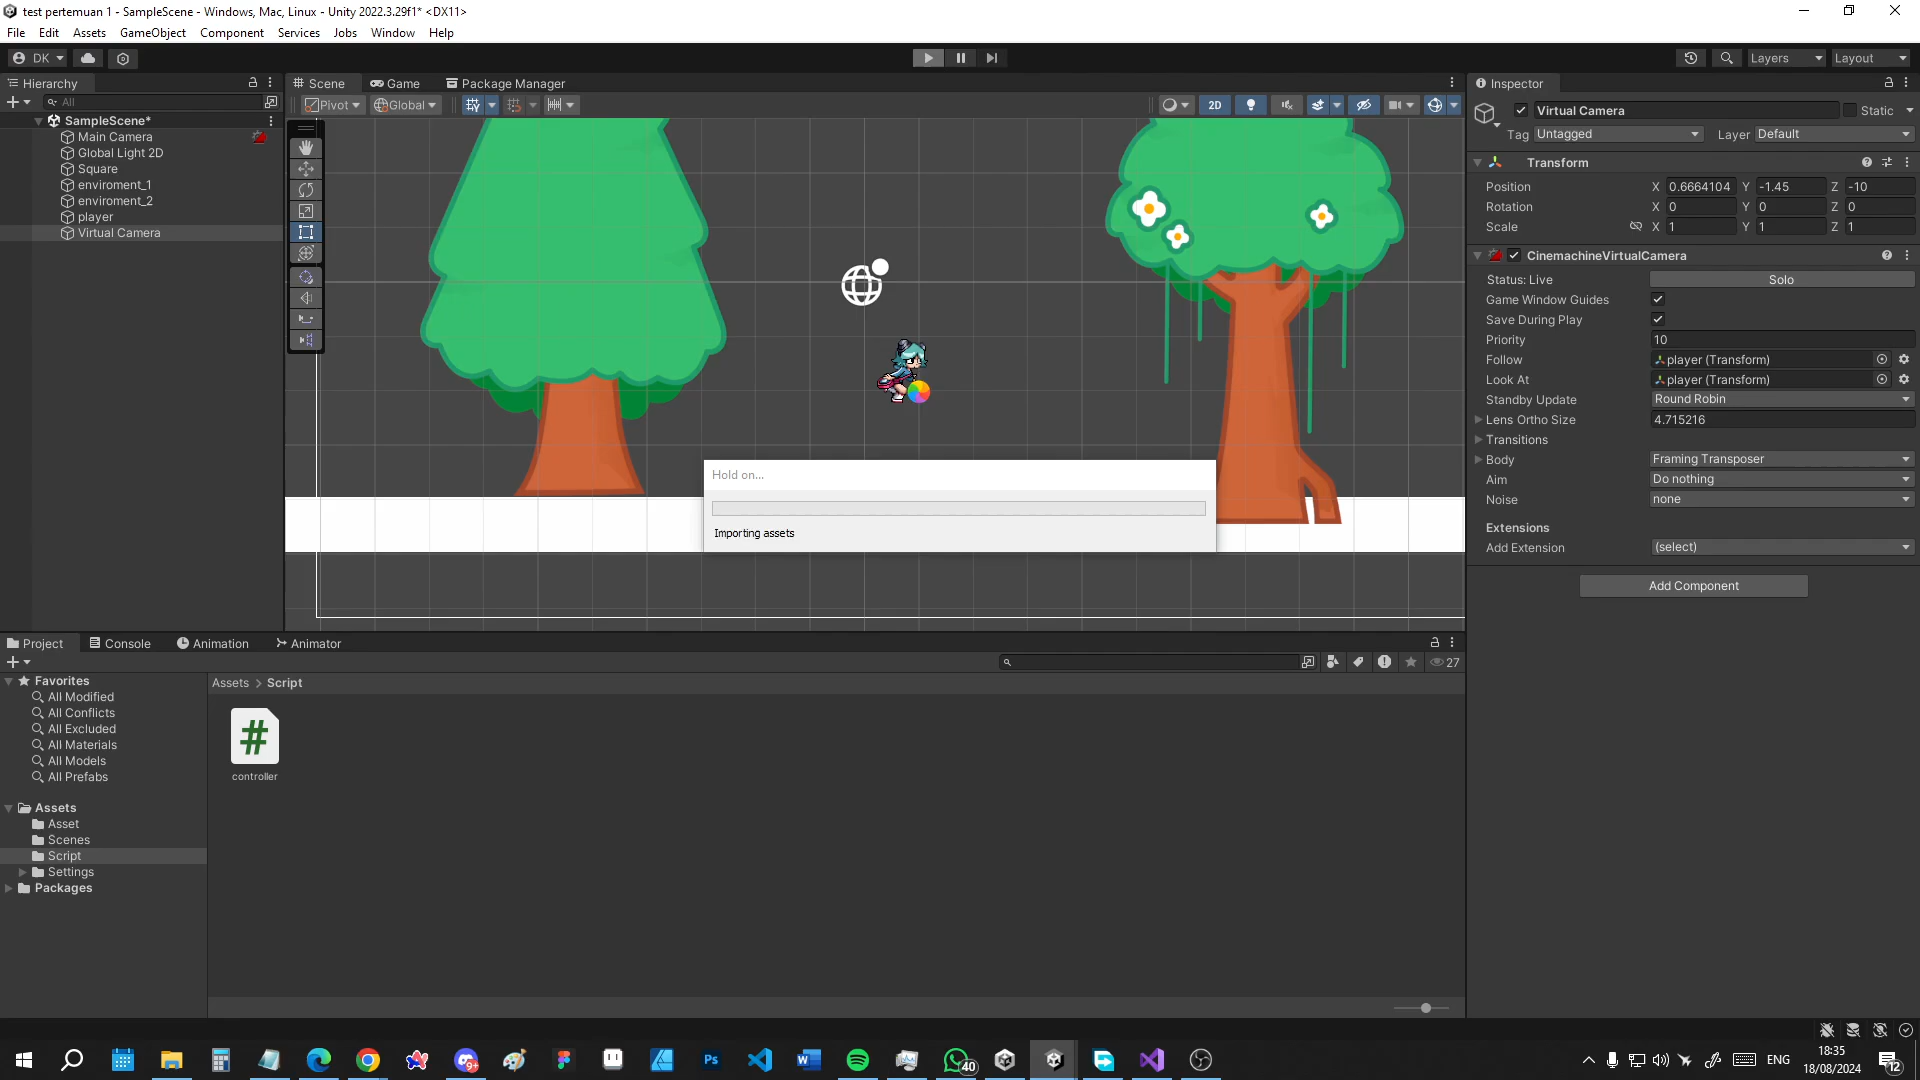 test pertemuan 1 - SampleScene - Windows, Mac, Linux - Unity 2022.3.29f1* <DX11>
File Edit Assets GameObject Component Services Jobs Window Help
DK
Layers
Layout
Hierarchy
All
SampleScene*
Main Camera
Global Light 2D
Square
enviroment_1
enviroment_2
player
Virtual Camera
Scene
Game
Package Manager
Pivot
Global
2D
Hold on...
Importing assets
Inspector
Virtual Camera
Static
Tag Untagged
Layer Default
Transform
Position X 0.6664104 Y -1.45 Z -10
Rotation X 0 Y 0 Z 0
Scale X 1 Y 1 Z 1
CinemachineVirtualCamera
Status: Live Solo
Game Window Guides
Save During Play
Priority 10
Follow player (Transform)
Look At player (Transform)
Standby Update Round Robin
Lens Ortho Size 4.715216
Transitions
Body Framing Transposer
Aim Do nothing
Noise none
Extensions
Add Extension (select)
Add Component
Project
Console
Animation
Animator
27
Favorites
All Modified
All Conflicts
All Excluded
All Materials
All Models
All Prefabs
Assets
Asset
Scenes
Script
Settings
Packages
Assets > Script
#
controller
Ps
40
ENG
18:35
18/08/2024
12